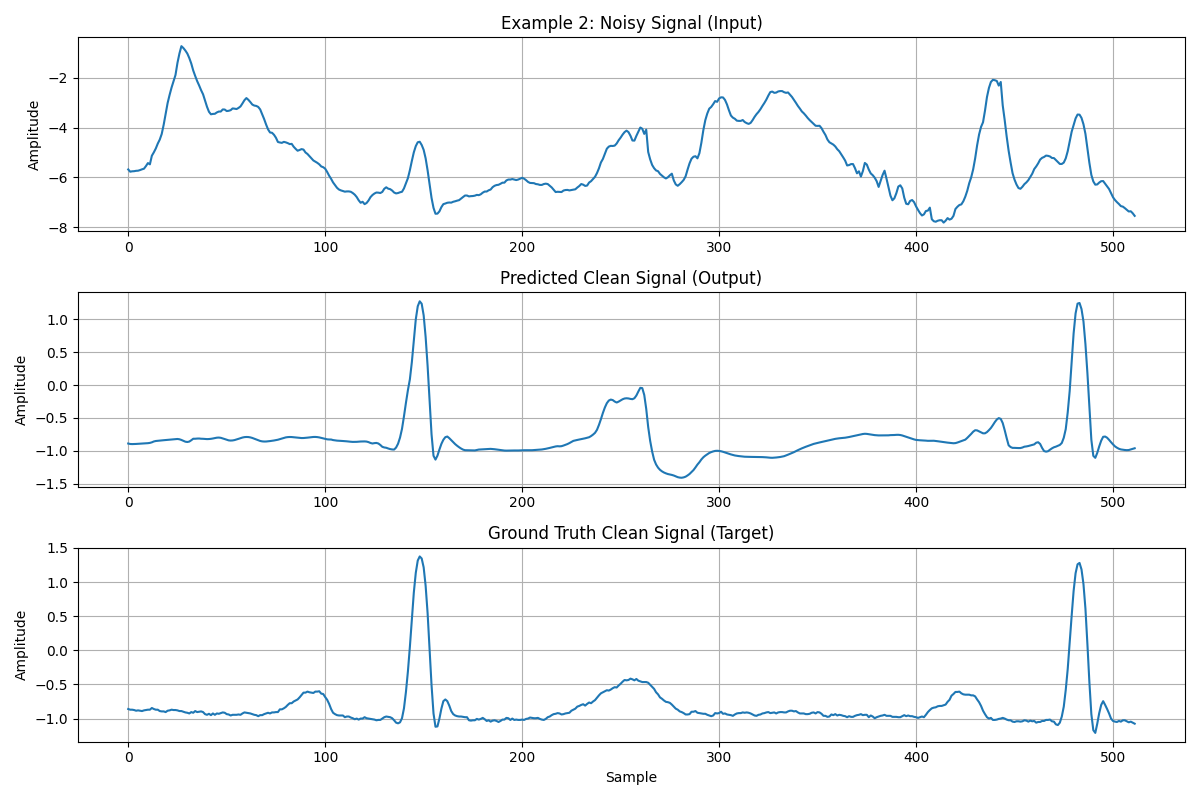 Example 2: Noisy Signal (Input)
Amplitude
−2
−4
−6
−8
0 100 200 300 400 500
Predicted Clean Signal (Output)
Amplitude
1.0
0.5
0.0
−0.5
−1.0
−1.5
0 100 200 300 400 500
Ground Truth Clean Signal (Target)
Amplitude
1.5
1.0
0.5
0.0
−0.5
−1.0
0 100 200 300 400 500
Sample